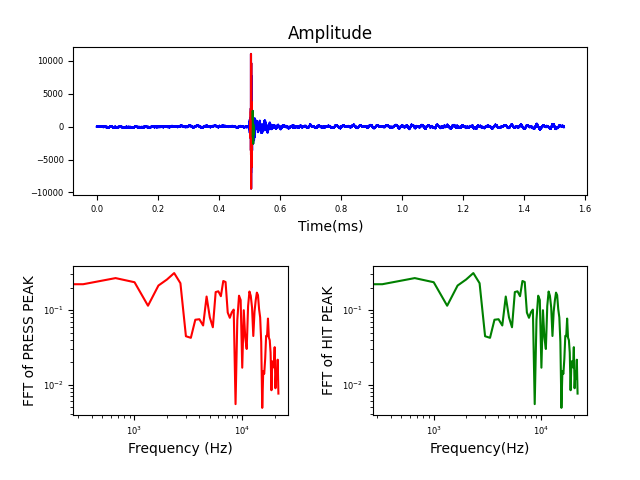 Amplitude
10000
5000
0
−5000
−10000
0.0 0.2 0.4 0.6 0.8 1.0 1.2 1.4 1.6
Time(ms)
FFT of PRESS PEAK
10⁻¹
10⁻²
10³ 10⁴
Frequency (Hz)
FFT of HIT PEAK
10⁻¹
10⁻²
10³ 10⁴
Frequency(Hz)